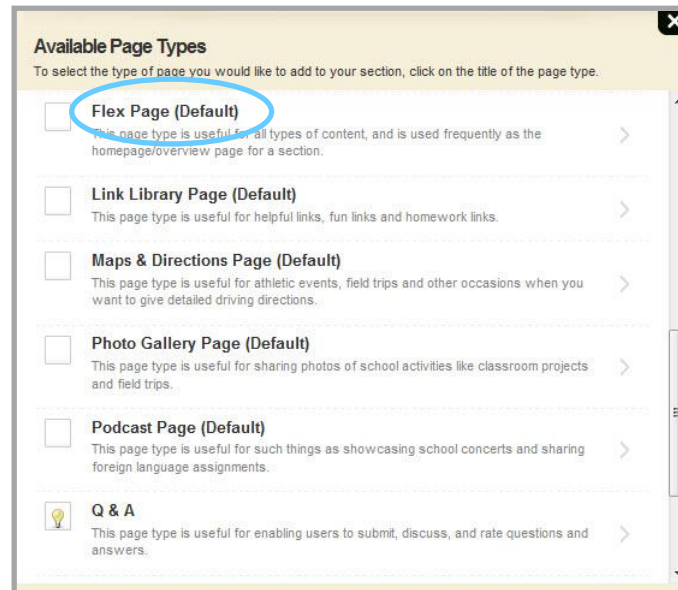 Available Page Types
To select the type of page you would like to add to your section, click on the title of the page type.
Flex Page (Default)
This page type is useful for all types of content, and is used frequently as the
homepage/overview page for a section.
Link Library Page (Default)
This page type is useful for helpful links, fun links and homework links.
Maps & Directions Page (Default)
This page type is useful for athletic events, field trips and other occasions when you
want to give detailed driving directions.
Photo Gallery Page (Default)
This page type is useful for sharing photos of school activities like classroom projects
and field trips.
Podcast Page (Default)
This page type is useful for such things as showcasing school concerts and sharing
foreign language assignments.
Q & A
This page type is useful for enabling users to submit, discuss, and rate questions and
answers.